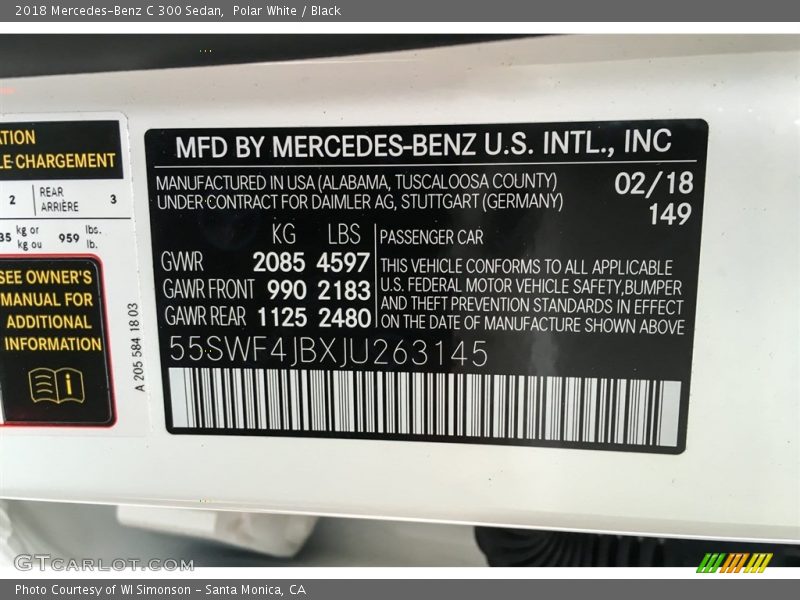 2018 Mercedes-Benz C 300 Sedan,  Polar White / Black
MFD BY MERCEDES-BENZ U.S. INTL., INC
MANUFACTURED IN USA (ALABAMA, TUSCALOOSA COUNTY)
UNDER CONTRACT FOR DAIMLER AG, STUTTGART (GERMANY)
02/18
149
KG LBS
GVWR 2085 4597
GAWR FRONT 990 2183
GAWR REAR 1125 2480
PASSENGER CAR
THIS VEHICLE CONFORMS TO ALL APPLICABLE
U.S. FEDERAL MOTOR VEHICLE SAFETY,BUMPER
AND THEFT PREVENTION STANDARDS IN EFFECT
ON THE DATE OF MANUFACTURE SHOWN ABOVE
55SWF4JBXJU263145
CHARGEMENT
2 REAR 3
ARRIÈRE
kg or 959 lbs.
kg ou lb.
SEE OWNER'S
MANUAL FOR
ADDITIONAL
INFORMATION
A 205 584 18 03
GTCARLOT.COM
Photo Courtesy of WI Simonson - Santa Monica, CA